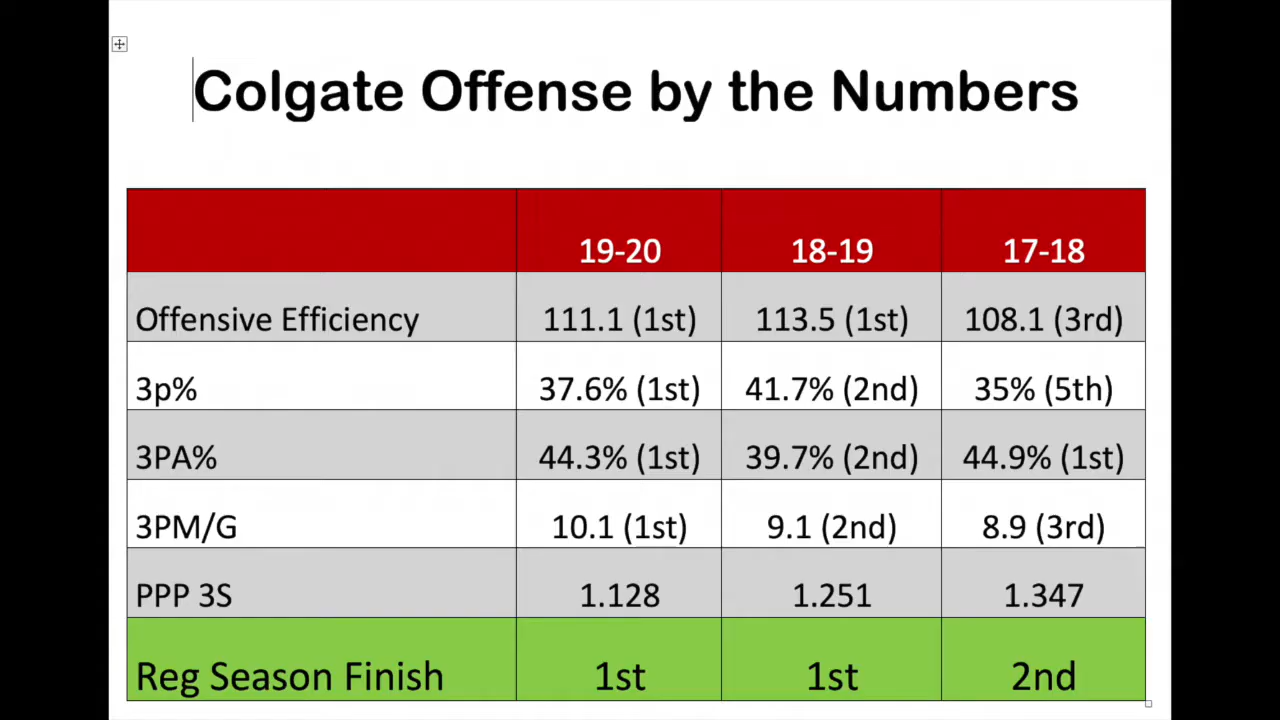 Colgate Offense by the Numbers
19-20 18-19 17-18
Offensive Efficiency 111.1 (1st) 113.5 (1st) 108.1 (3rd)
3p% 37.6% (1st) 41.7% (2nd) 35% (5th)
3PA% 44.3% (1st) 39.7% (2nd) 44.9% (1st)
3PM/G 10.1 (1st) 9.1 (2nd) 8.9 (3rd)
PPP 3S 1.128 1.251 1.347
Reg Season Finish 1st 1st 2nd